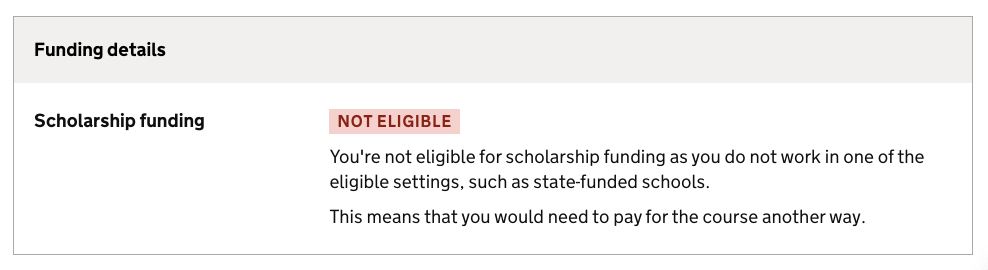 Funding details
Scholarship funding
NOT ELIGIBLE
You're not eligible for scholarship funding as you do not work in one of the
eligible settings, such as state-funded schools.
This means that you would need to pay for the course another way.